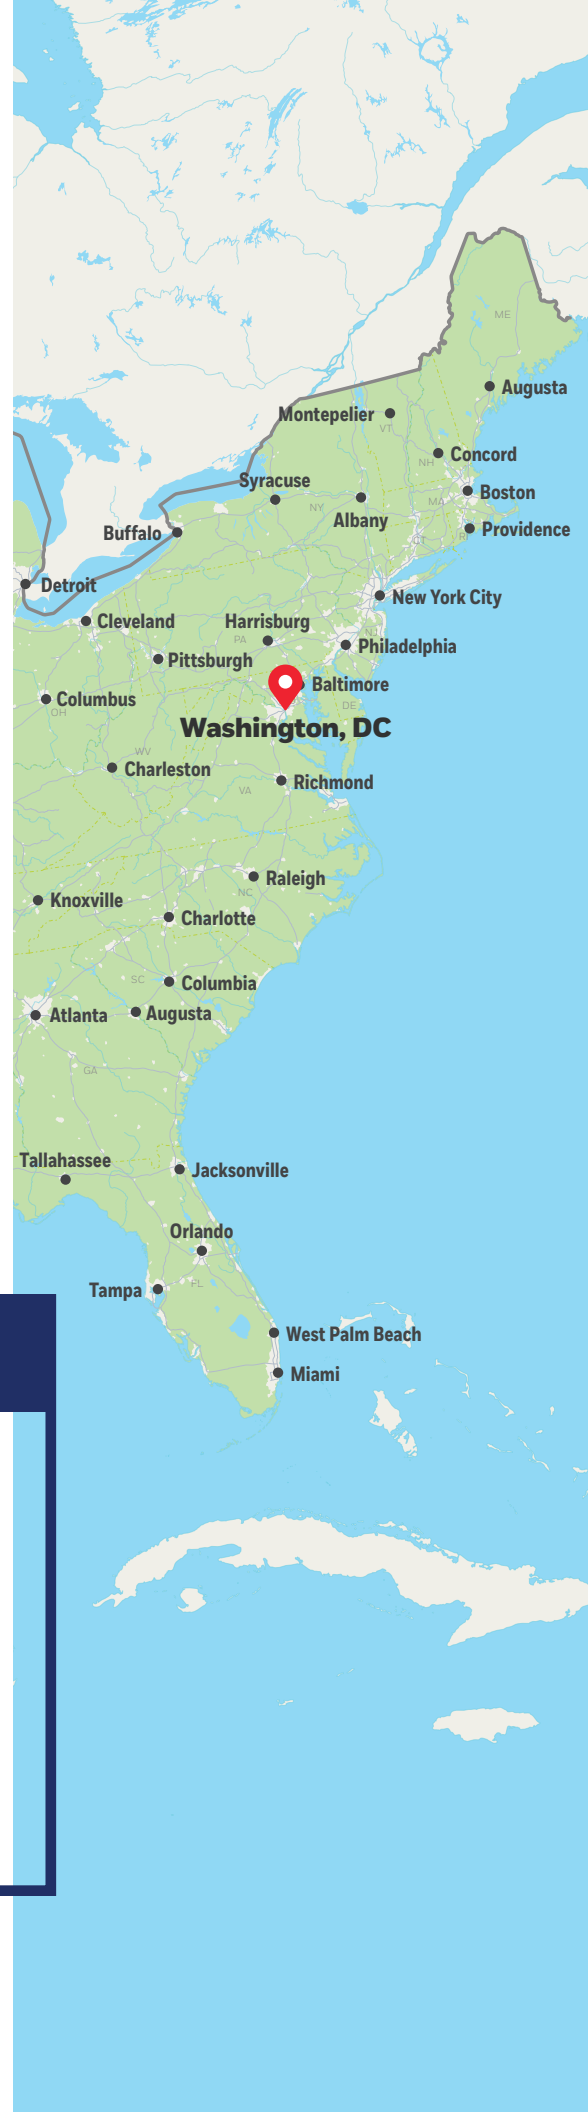 ME
Augusta
Montepelier
VT
Concord
NH
Syracuse
Boston
MA
NY
Albany
Buffalo
Providence
RI
CT
Detroit
New York City
Cleveland
Harrisburg
NJ
PA
Philadelphia
Pittsburgh
Baltimore
Columbus
DE
OH
Washington, DC
WV
Charleston
Richmond
VA
Raleigh
NC
Knoxville
Charlotte
SC
Columbia
Atlanta
Augusta
GA
Tallahassee
Jacksonville
Orlando
FL
Tampa
West Palm Beach
Miami